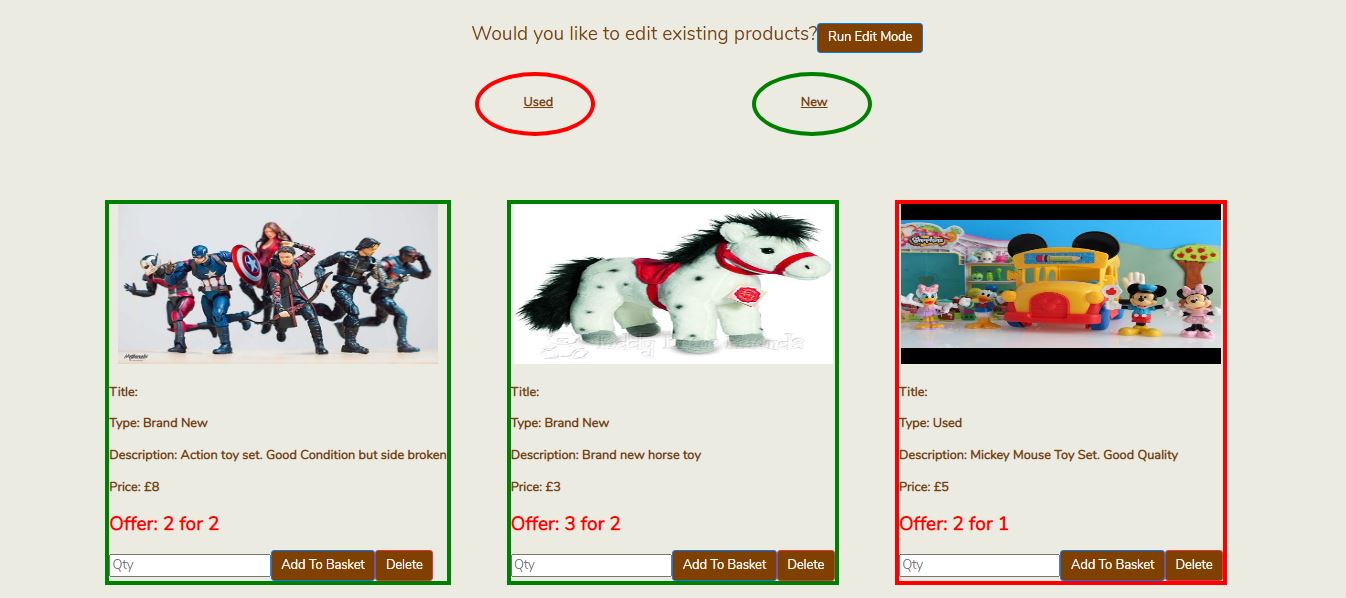 Would you like to edit existing products? Run Edit Mode
Used New
Title:
Type: Brand New
Description: Action toy set. Good Condition but side broken
Price: £8
Offer: 2 for 2
Qty Add To Basket Delete
Title:
Type: Brand New
Description: Brand new horse toy
Price: £3
Offer: 3 for 2
Qty Add To Basket Delete
Title:
Type: Used
Description: Mickey Mouse Toy Set. Good Quality
Price: £5
Offer: 2 for 1
Qty Add To Basket Delete